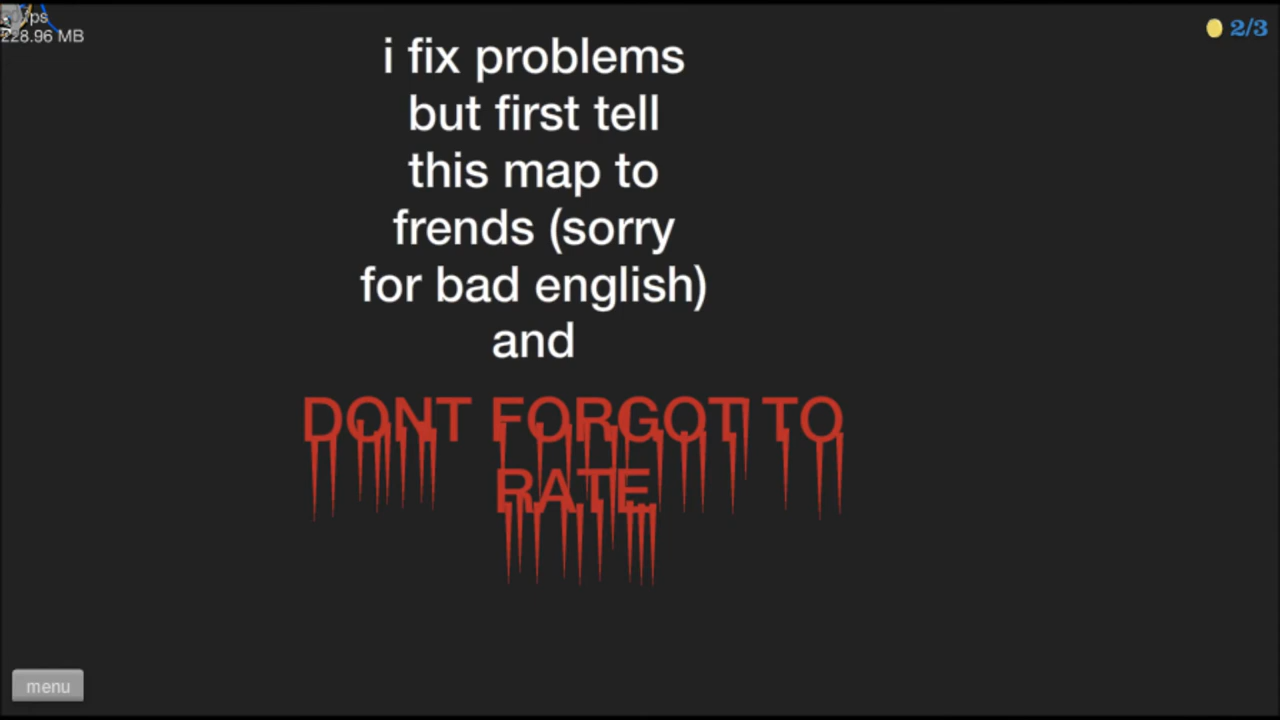 fps
228.96 MB
2/3
i fix problems
but first tell
this map to
frends (sorry
for bad english)
and
DONT FORGOT TO
RATE
menu